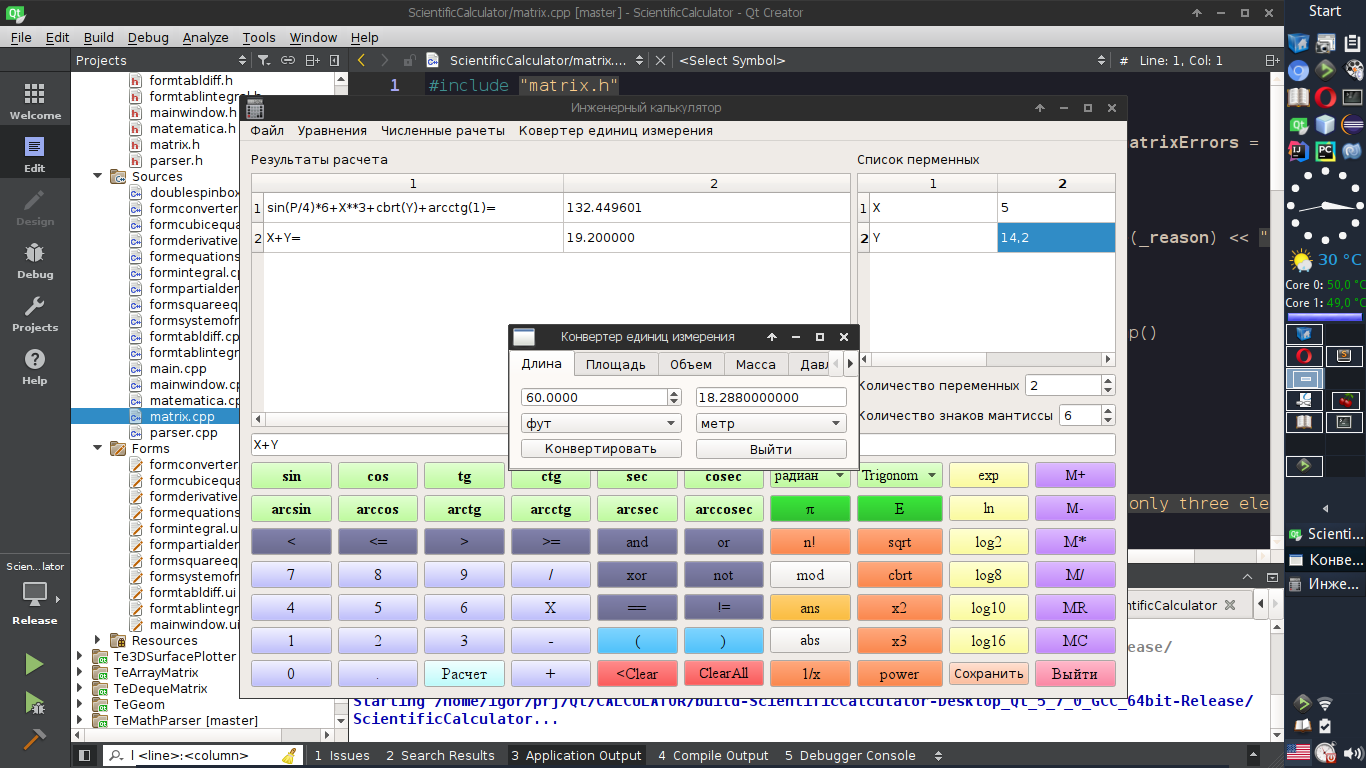 ScientificCalculator/matrix.cpp [master] - ScientificCalculator - Qt Creator
Start
File Edit Build Debug Analyze Tools Window Help
Projects
ScientificCalculator/matrix....
<Select Symbol>
# Line: 1, Col: 1
Welcome
Edit
Design
Debug
Projects
Help
Scien...lator
Release
formtabldiff.h
formtablintegral.h
mainwindow.h
matematica.h
matrix.h
parser.h
Sources
doublespinbox
formconverter
formcubicequa
formderivative
formequations
formintegral.cp
formpartialder
formsquareeq
formsystemofn
formtabldiff.cp
formtablintegr
main.cpp
mainwindow.cp
matematica.cp
matrix.cpp
parser.cpp
Forms
formconverter
formcubicequa
formderivative
formequations
formintegral.ui
formpartialder
formsquareeq
formsystemofn
formtabldiff.ui
formtablintegr
mainwindow.ui
Resources
Te3DSurfacePlotter
TeArrayMatrix
TeDequeMatrix
TeGeom
TeMathParser [master]
1 #include "matrix.h"
atrixErrors =
(_reason) << "
p()
only three ele
Инженерный калькулятор
Файл Уравнения Численные рачеты Ковертер единиц измерения
Результаты расчета
1 2
1 sin(P/4)*6+X**3+cbrt(Y)+arcctg(1)= 132.449601
2 X+Y= 19.200000
Список перменных
1 2
1 X 5
2 Y 14,2
Количество переменных 2
Количество знаков мантиссы 6
Конвертер единиц измерения
Длина Площадь Объем Масса Давл
60.0000 18.2880000000
фут метр
Конвертировать Выйти
X+Y
sin cos tg ctg sec cosec радиан Trigonom exp M+
arcsin arccos arctg arcctg arcsec arccosec π E ln M-
< <= > >= and or n! sqrt log2 M*
7 8 9 / xor not mod cbrt log8 M/
4 5 6 X == != ans x2 log10 MR
1 2 3 - ( ) abs x3 log16 MC
0 . Расчет + <Clear ClearAll 1/x power Сохранить Выйти
ntificCalculator
ease/
Starting /home/igor/prj/Qt/CALCULATOR/build-ScientificCalculator-Desktop_Qt_5_7_0_GCC_64bit-Release/
ScientificCalculator...
l <line>:<column>
1 Issues 2 Search Results 3 Application Output 4 Compile Output 5 Debugger Console
30 °C
Core 0: 50,0 °C
Core 1: 49,0 °C
Scienti...
Конве...
Инже...